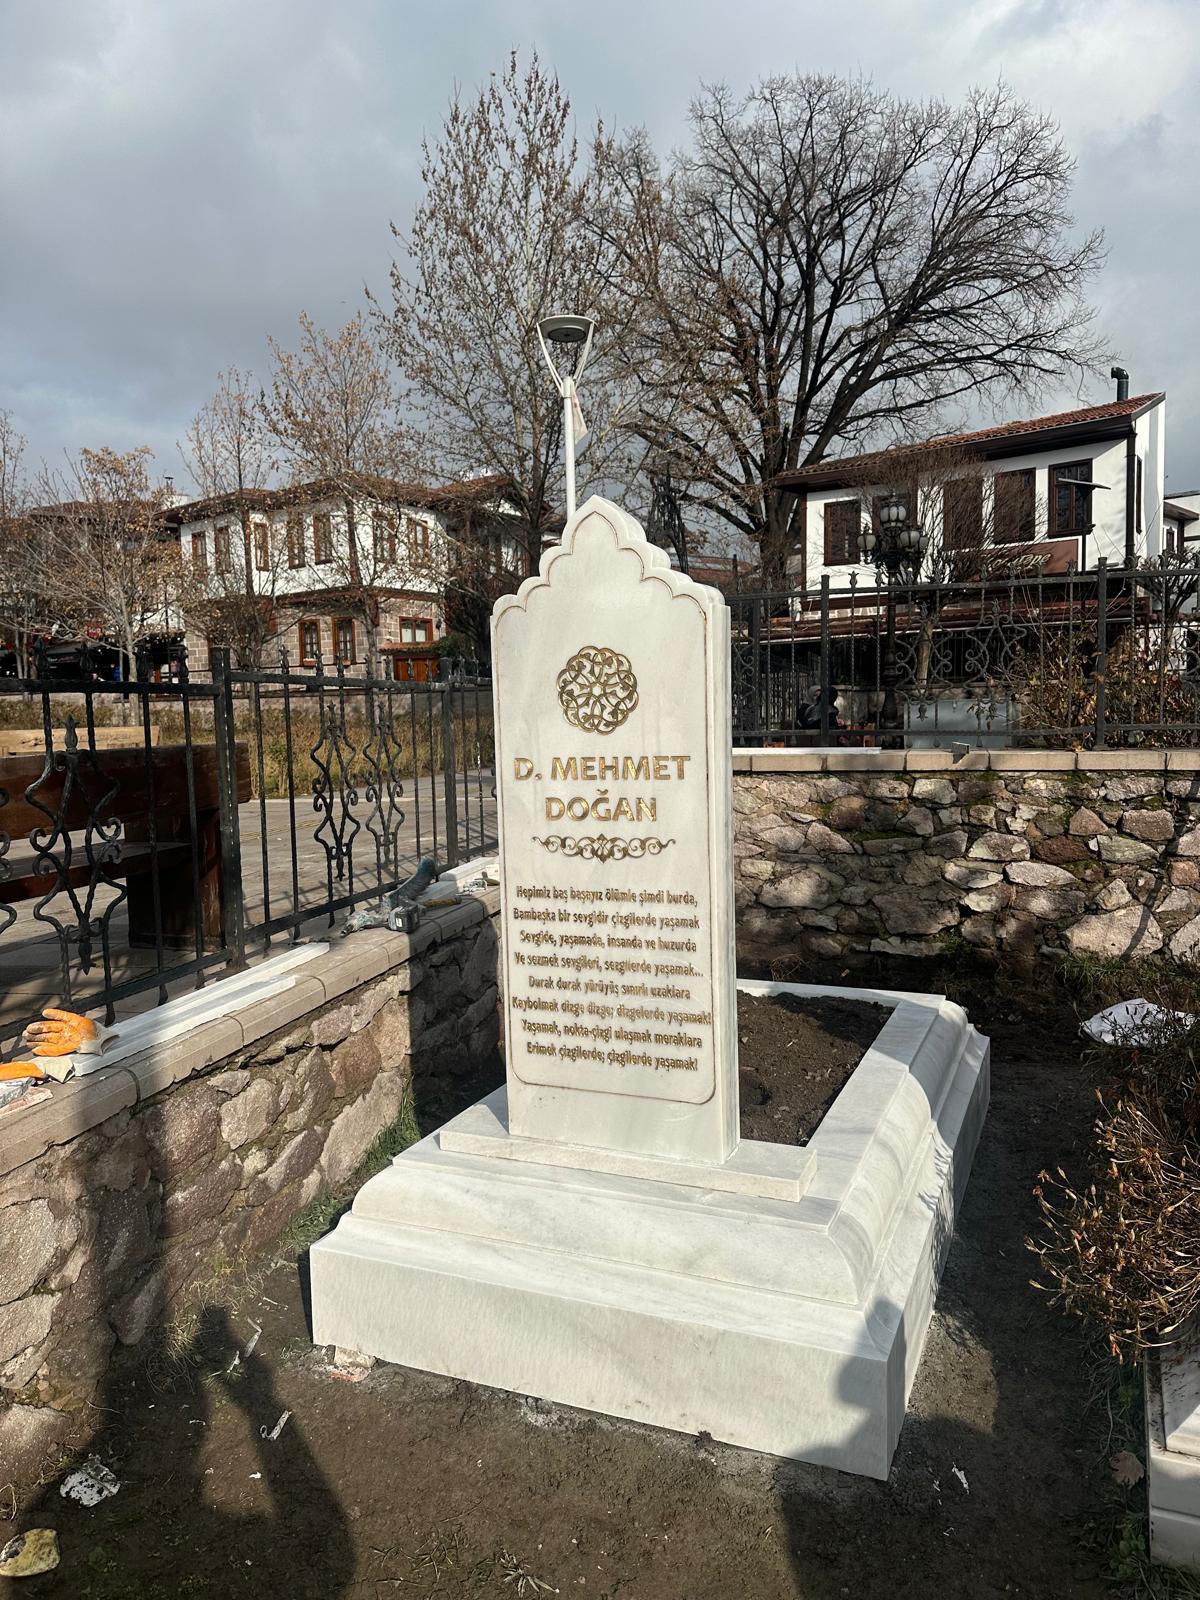 D. MEHMET
DOĞAN
Hepimiz baş başayız ölümle şimdi burda,
Bambaşka bir sevgidir çizgilerde yaşamak
Sevgide, yaşamada, insanda ve huzurda
Ve sezmek sevgileri, sezgilerde yaşamak...
Durak durak yürüyüş sınırlı uzaklara
Kaybolmak dizge dizge; dizgelerde yaşamak!
Yaşamak, nokta-çizgi ulaşmak meraklara
Erimek çizgilerde; çizgilerde yaşamak!